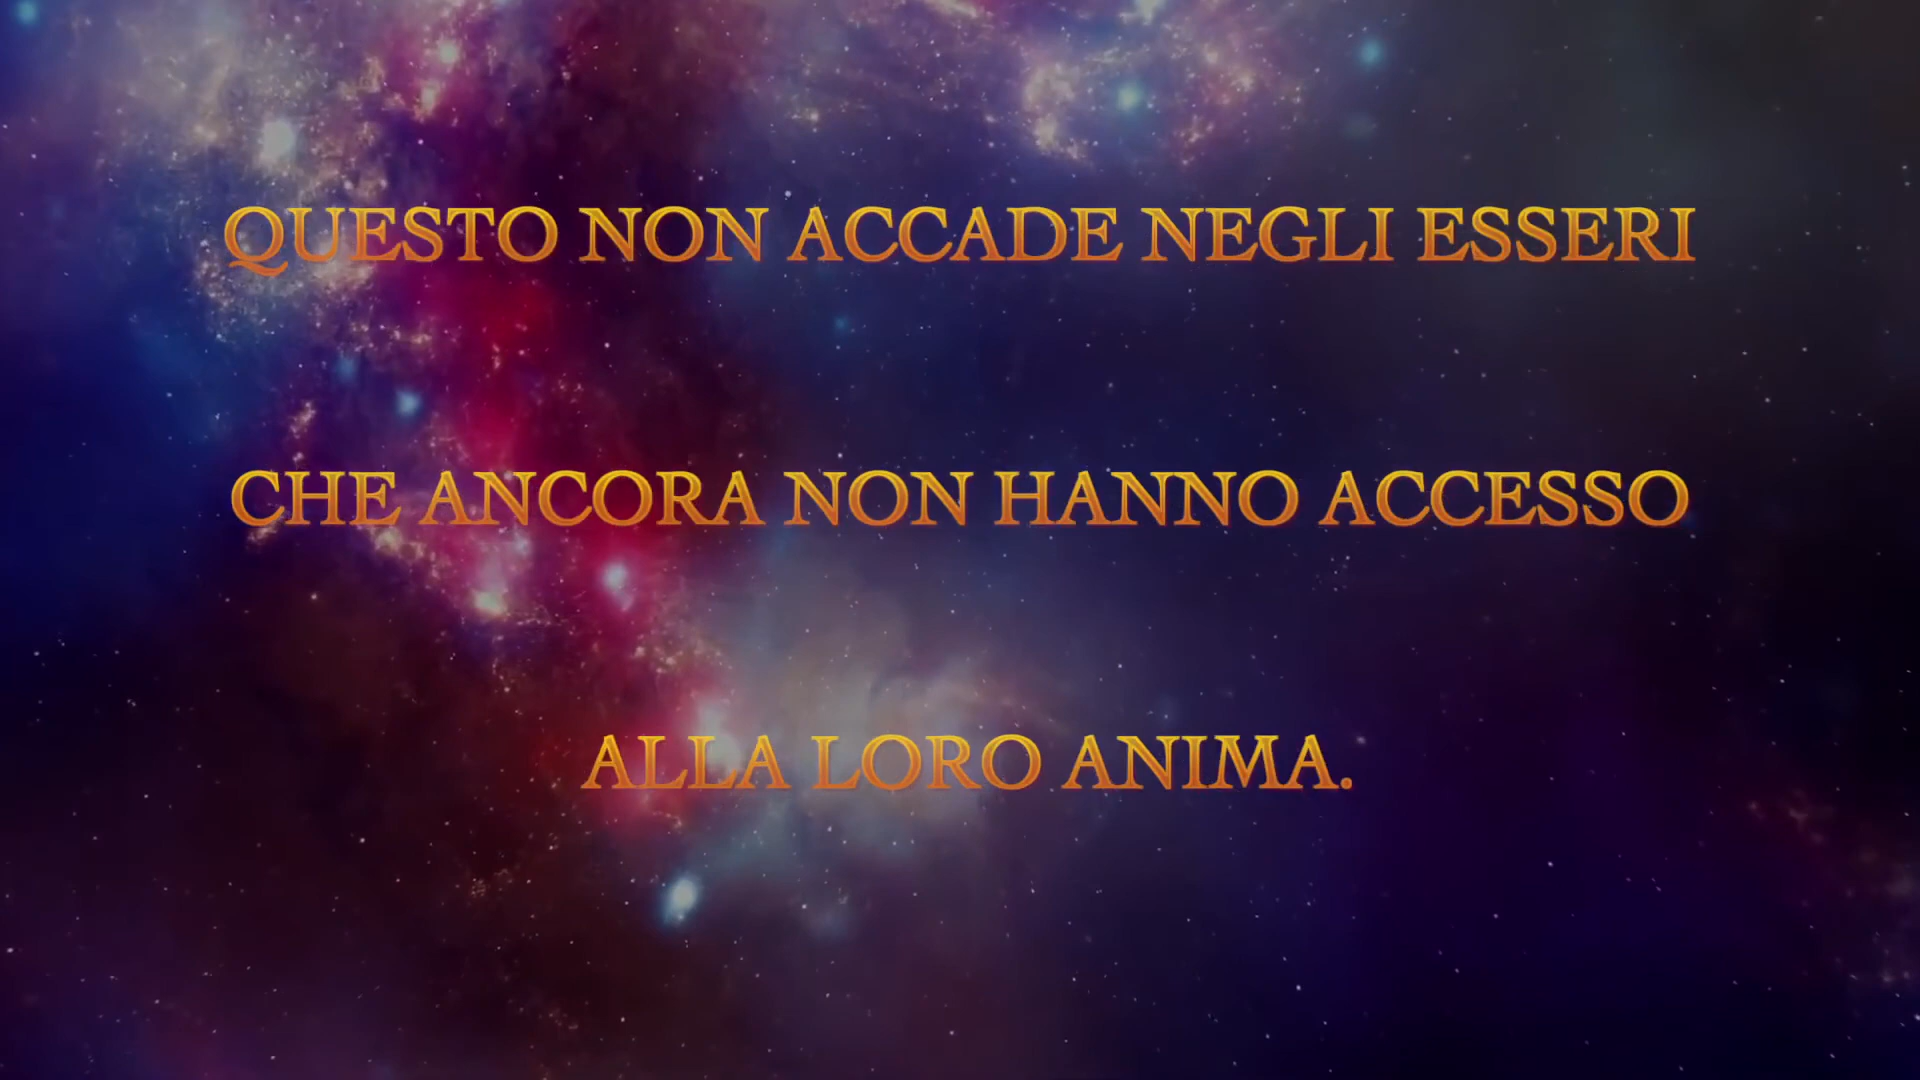 QUESTO NON ACCADE NEGLI ESSERI
CHE ANCORA NON HANNO ACCESSO
ALLA LORO ANIMA.